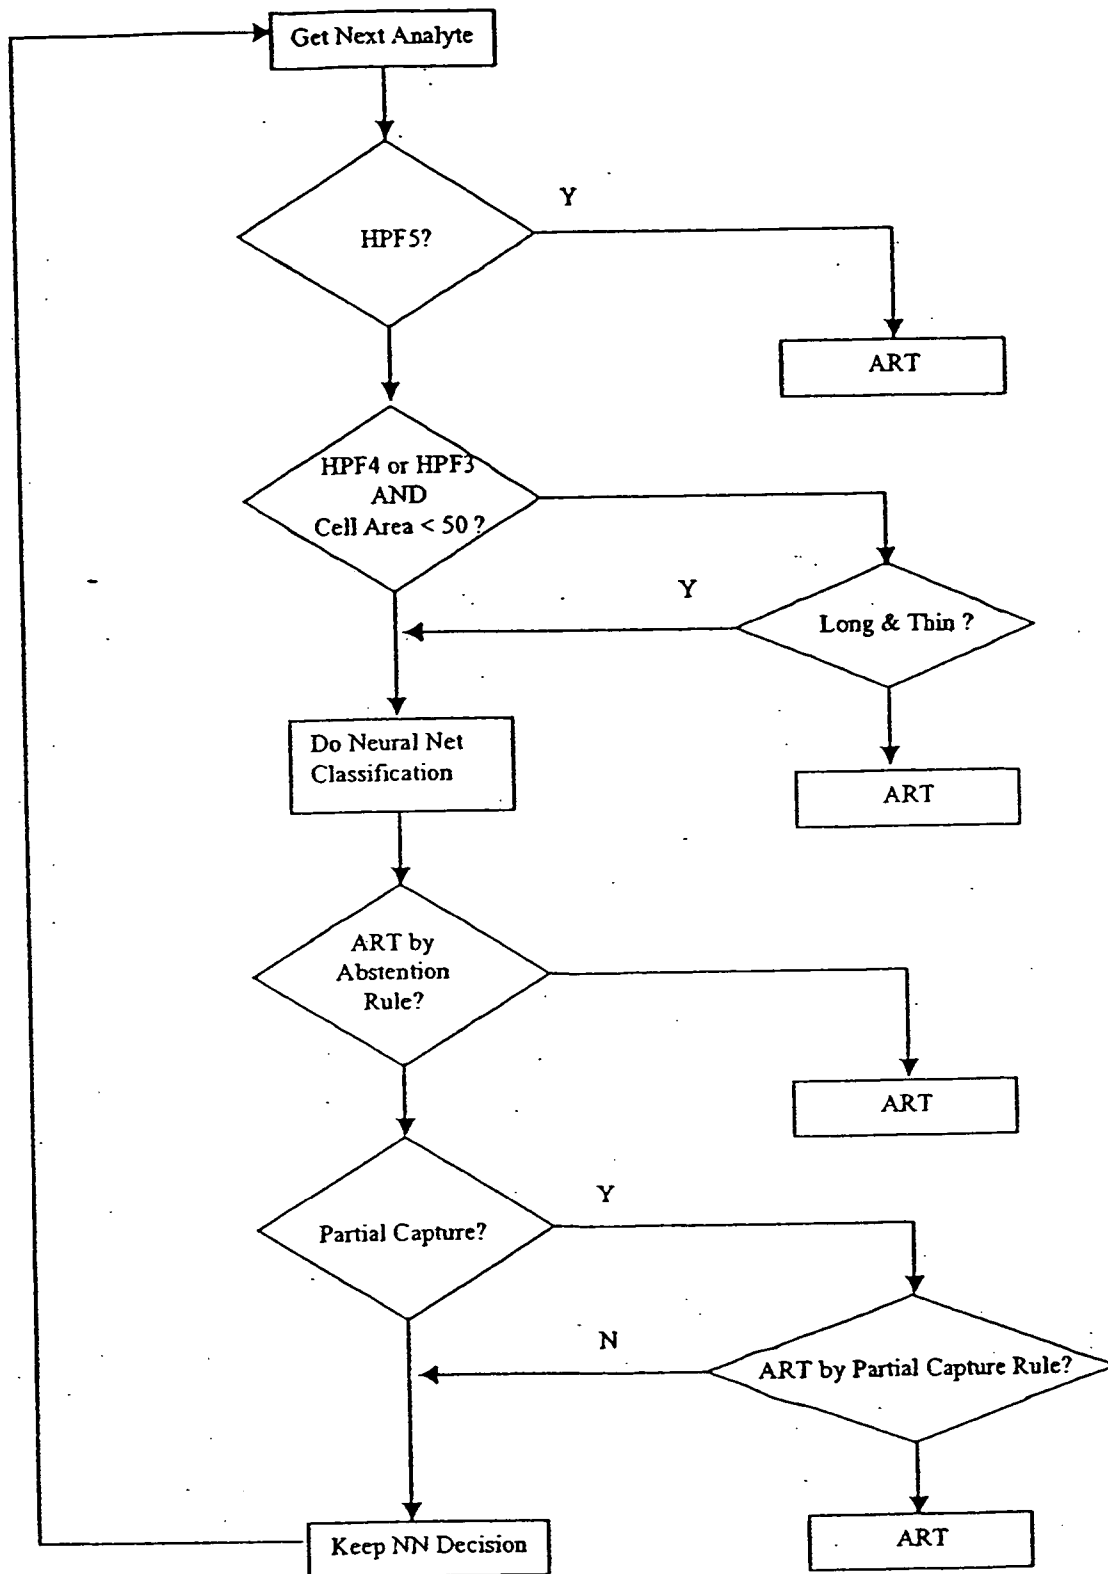 Get Next Analyte
Y
HPF5?
ART
HPF4 or HPF3
AND
Cell Area < 50 ?
Y
Long & Thin ?
Do Neural Net
Classification
ART
ART by
Abstention
Rule?
ART
Y
Partial Capture?
N
ART by Partial Capture Rule?
Keep NN Decision
ART